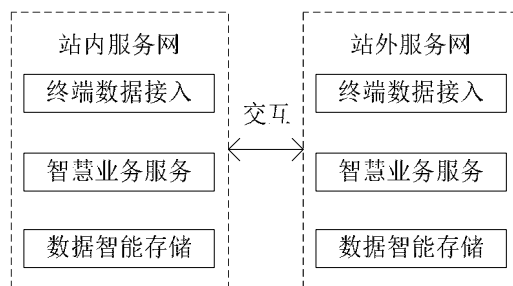 站内服务网
终端数据接入
智慧业务服务
数据智能存储
交互
站外服务网
终端数据接入
智慧业务服务
数据智能存储